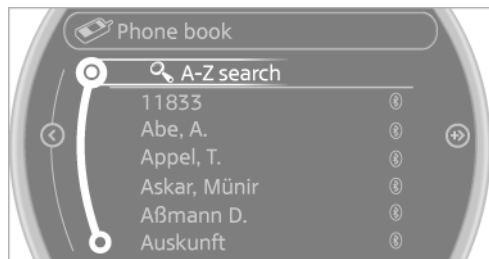 Phone book
A-Z search
11833
Abe, A.
Appel, T.
Askar, Münir
Aßmann D.
Auskunft